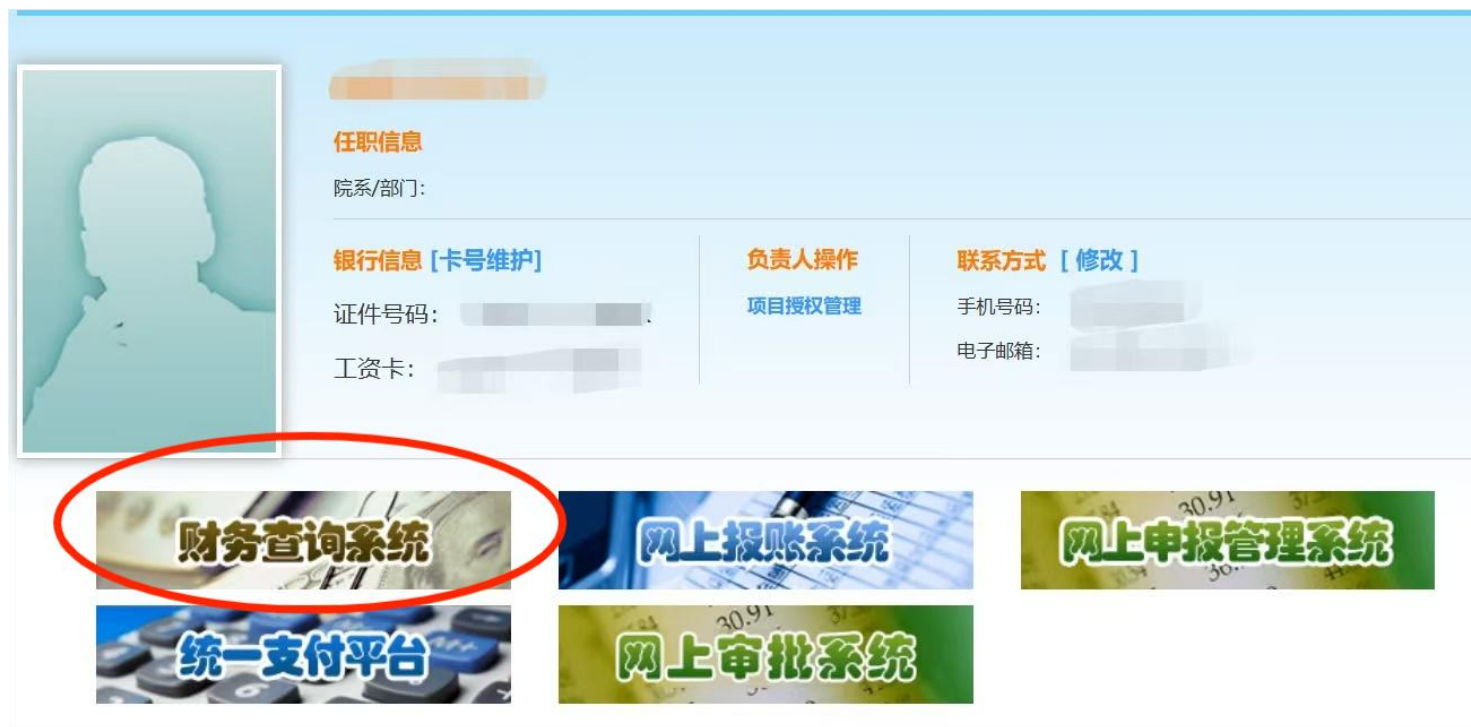 任职信息
院系/部门：
银行信息 [卡号维护]
负责人操作
联系方式 [ 修改 ]
证件号码：
项目授权管理
手机号码：
工资卡：
电子邮箱：
财务查询系统
网上报账系统
网上申报管理系统
统一支付平台
网上审批系统